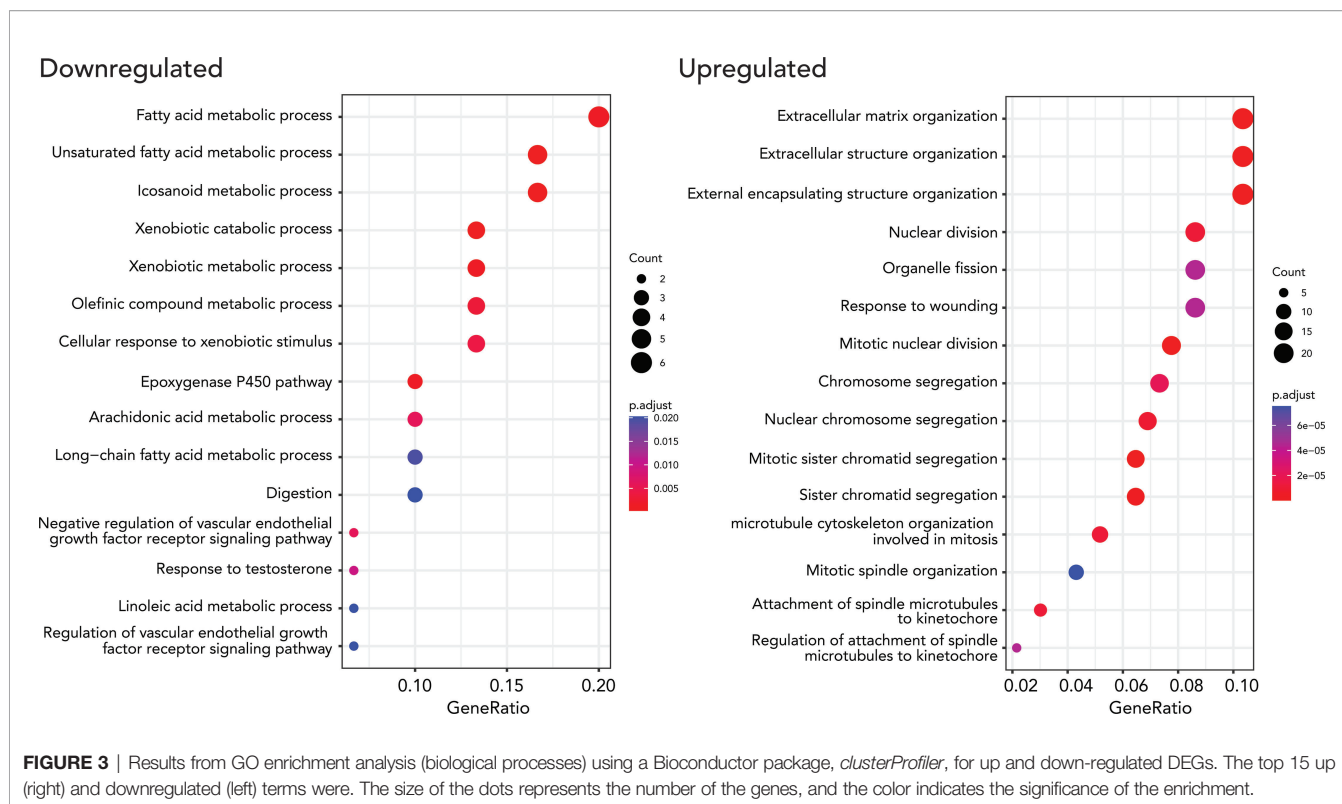 Downregulated
Fatty acid metabolic process
Unsaturated fatty acid metabolic process
Icosanoid metabolic process
Xenobiotic catabolic process
Xenobiotic metabolic process
Olefinic compound metabolic process
Cellular response to xenobiotic stimulus
Epoxygenase P450 pathway
Arachidonic acid metabolic process
Long−chain fatty acid metabolic process
Digestion
Negative regulation of vascular endothelial
growth factor receptor signaling pathway
Response to testosterone
Linoleic acid metabolic process
Regulation of vascular endothelial growth
factor receptor signaling pathway
0.10 0.15 0.20
GeneRatio
Count
2
3
4
5
6
p.adjust
0.020
0.015
0.010
0.005
Upregulated
Extracellular matrix organization
Extracellular structure organization
External encapsulating structure organization
Nuclear division
Organelle fission
Response to wounding
Mitotic nuclear division
Chromosome segregation
Nuclear chromosome segregation
Mitotic sister chromatid segregation
Sister chromatid segregation
microtubule cytoskeleton organization
involved in mitosis
Mitotic spindle organization
Attachment of spindle microtubules
to kinetochore
Regulation of attachment of spindle
microtubules to kinetochore
0.02 0.04 0.06 0.08 0.10
GeneRatio
Count
5
10
15
20
p.adjust
6e−05
4e−05
2e−05
FIGURE 3 | Results from GO enrichment analysis (biological processes) using a Bioconductor package, clusterProfiler, for up and down-regulated DEGs. The top 15 up
(right) and downregulated (left) terms were. The size of the dots represents the number of the genes, and the color indicates the significance of the enrichment.